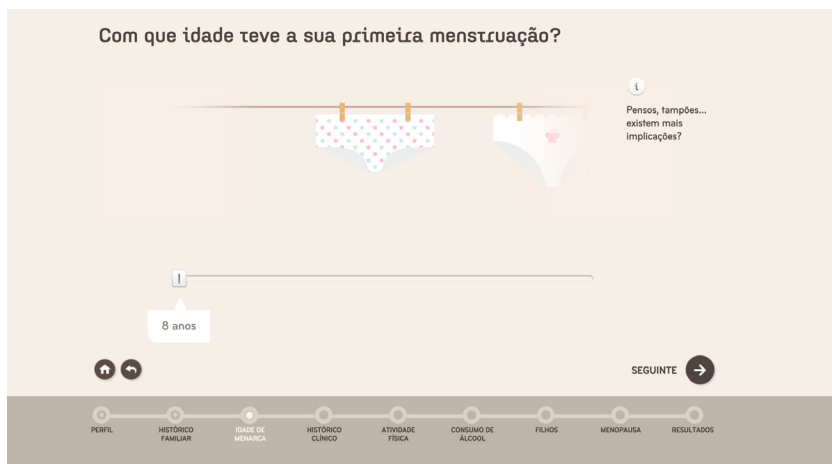 Com que idade teve a sua primeira menstruação?
i
Pensos, tampões...
existem mais
implicações?
8 anos
SEGUINTE
PERFIL
HISTÓRICO
FAMILIAR
IDADE DE
MENARCA
HISTÓRICO
CLÍNICO
ATIVIDADE
FÍSICA
CONSUMO DE
ÁLCOOL
FILHOS
MENOPAUSA
RESULTADOS